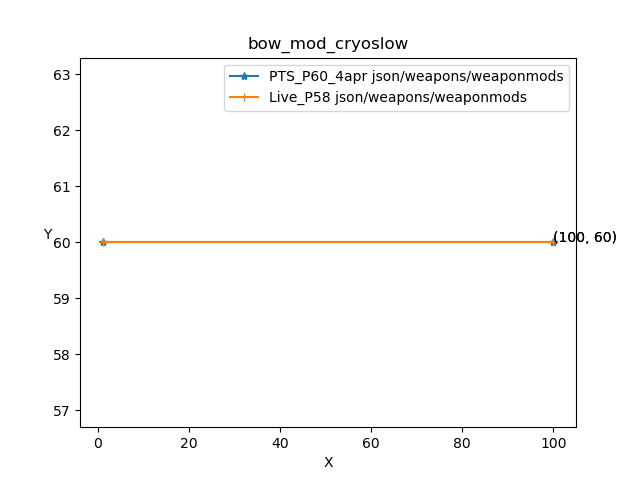 bow_mod_cryoslow
PTS_P60_4apr json/weapons/weaponmods
Live_P58 json/weapons/weaponmods
63
62
61
Y
60
(100, 60)
59
58
57
0
20
40
60
80
100
X